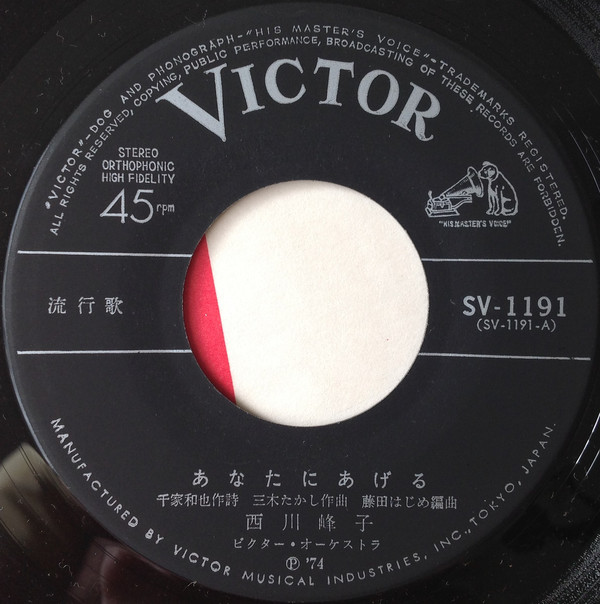 "VICTOR"-DOG AND PHONOGRAPH-"HIS MASTER'S VOICE"-TRADEMARKS REGISTERED.
ALL RIGHTS RESERVED, COPYING, PUBLIC PERFORMANCE, BROADCASTING OF THESE RECORDS ARE FORBIDDEN.
VICTOR
STEREO
ORTHOPHONIC
HIGH FIDELITY
45rpm
"HIS MASTER'S VOICE"
流行歌
SV-1191
(SV-1191-A)
あなたにあげる
千家和也作詩 三木たかし作曲 藤田はじめ編曲
西川峰子
ビクター・オーケストラ
Ⓟ '74
MANUFACTURED BY VICTOR MUSICAL INDUSTRIES, INC., TOKYO, JAPAN.